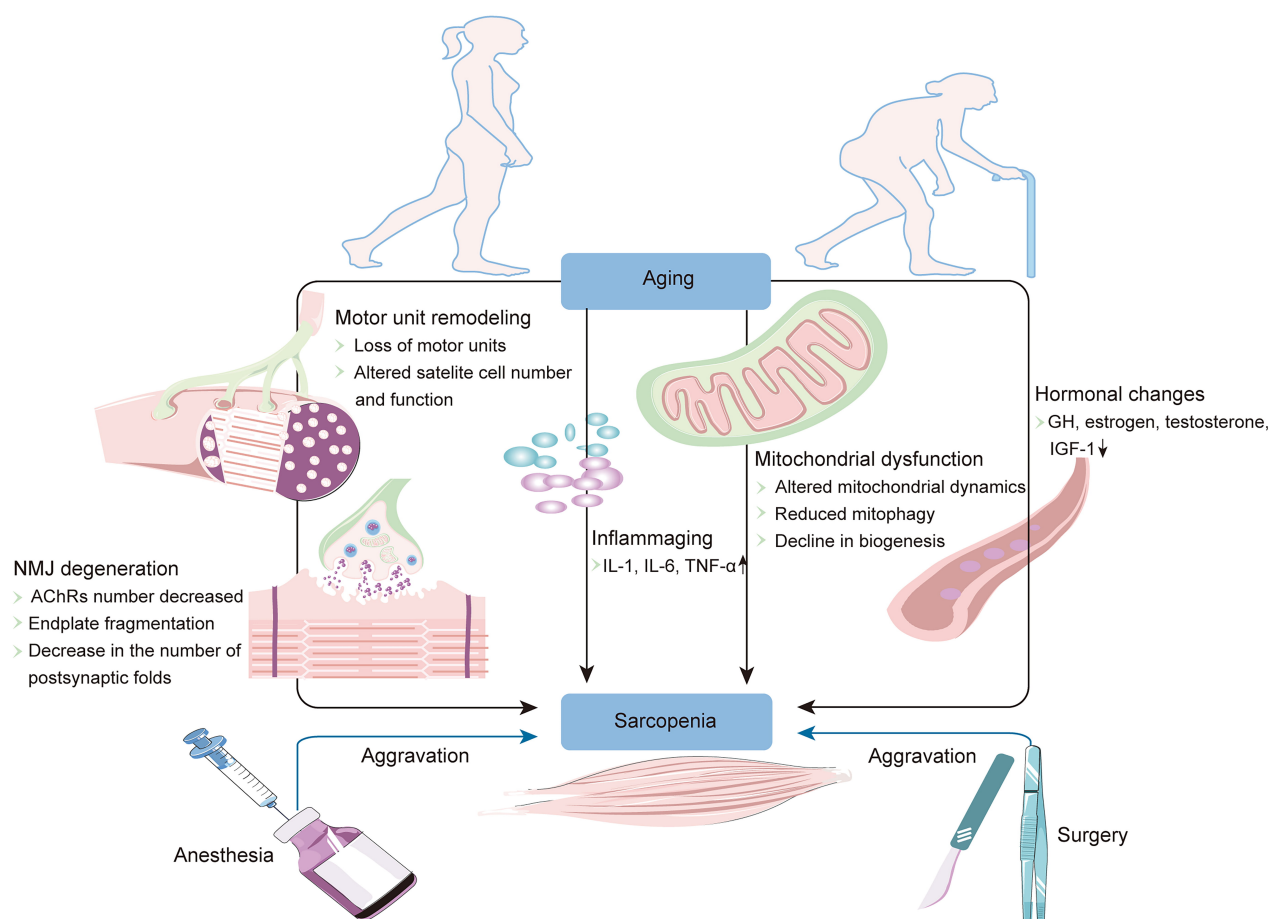 Aging
Motor unit remodeling
Loss of motor units
Altered satelite cell number
and function
Hormonal changes
GH, estrogen, testosterone,
IGF-1↓
Mitochondrial dysfunction
Altered mitochondrial dynamics
Reduced mitophagy
Decline in biogenesis
Inflammaging
IL-1, IL-6, TNF-α↑
NMJ degeneration
AChRs number decreased
Endplate fragmentation
Decrease in the number of
postsynaptic folds
Sarcopenia
Aggravation
Aggravation
Anesthesia
Surgery